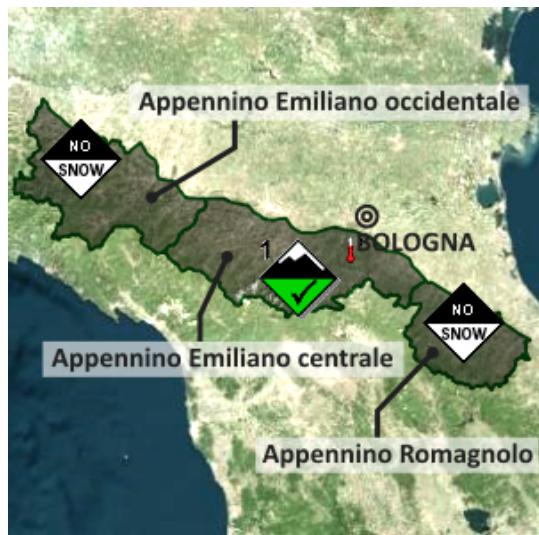 Appennino Emiliano occidentale
NO
SNOW
BOLOGNA
1
NO
SNOW
Appennino Emiliano centrale
Appennino Romagnolo